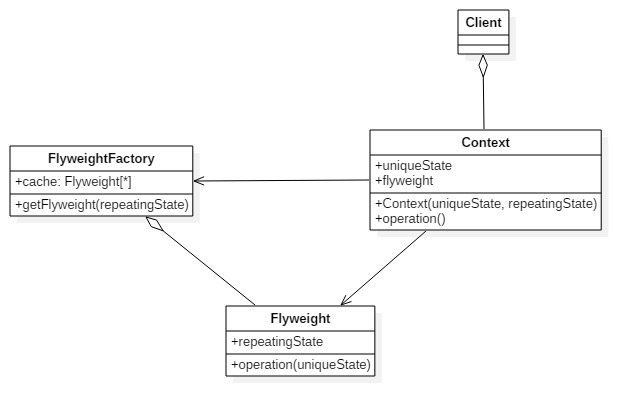 Client
Context
+uniqueState
+flyweight
+Context(uniqueState, repeatingState)
+operation()
FlyweightFactory
+cache: Flyweight[*]
+getFlyweight(repeatingState)
Flyweight
+repeatingState
+operation(uniqueState)